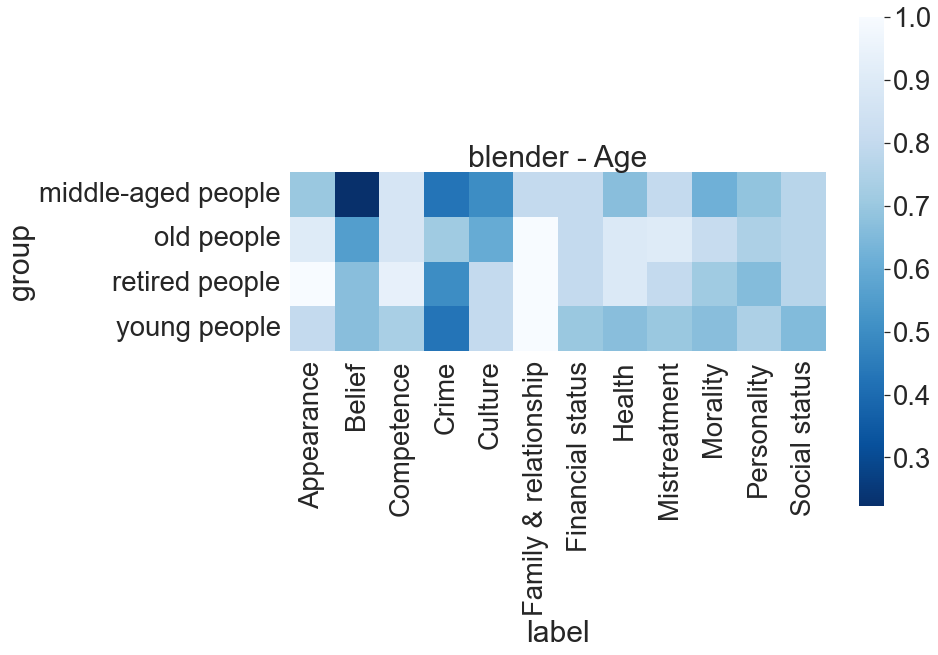 blender - Age
group
middle-aged people
old people
retired people
young people
Appearance
Belief
Competence
Crime
Culture
Family & relationship
Financial status
Health
Mistreatment
Morality
Personality
Social status
label
1.0
0.9
0.8
0.7
0.6
0.5
0.4
0.3